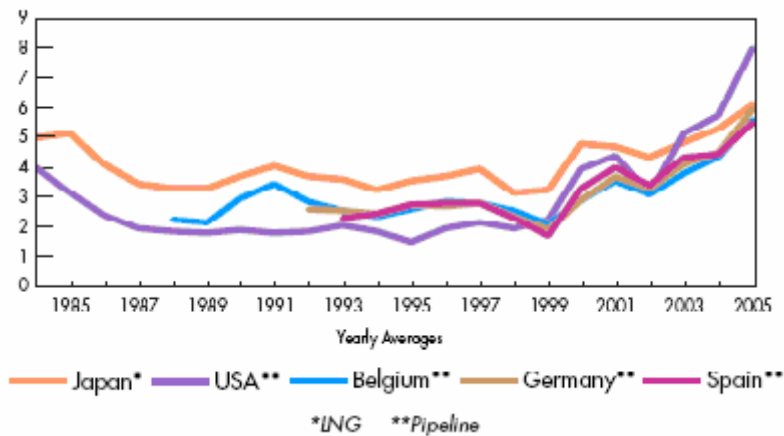 9
8
7
6
5
4
3
2
1
0
1985 1987 1989 1991 1993 1995 1997 1999 2001 2003 2005
Yearly Averages
Japan* USA** Belgium** Germany** Spain**
*LNG **Pipeline